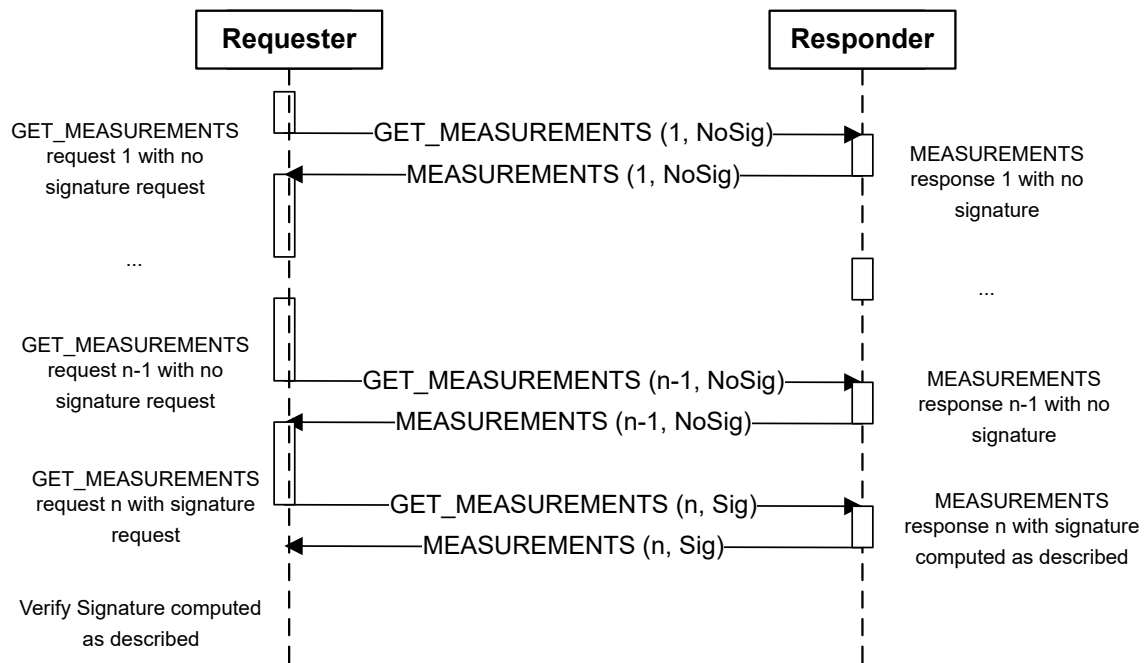 Requester
Responder
GET_MEASUREMENTS
request 1 with no
signature request
GET_MEASUREMENTS (1, NoSig)
MEASUREMENTS (1, NoSig)
MEASUREMENTS
response 1 with no
signature
...
...
GET_MEASUREMENTS
request n-1 with no
signature request
GET_MEASUREMENTS (n-1, NoSig)
MEASUREMENTS (n-1, NoSig)
MEASUREMENTS
response n-1 with no
signature
GET_MEASUREMENTS
request n with signature
request
GET_MEASUREMENTS (n, Sig)
MEASUREMENTS (n, Sig)
MEASUREMENTS
response n with signature
computed as described
Verify Signature computed
as described